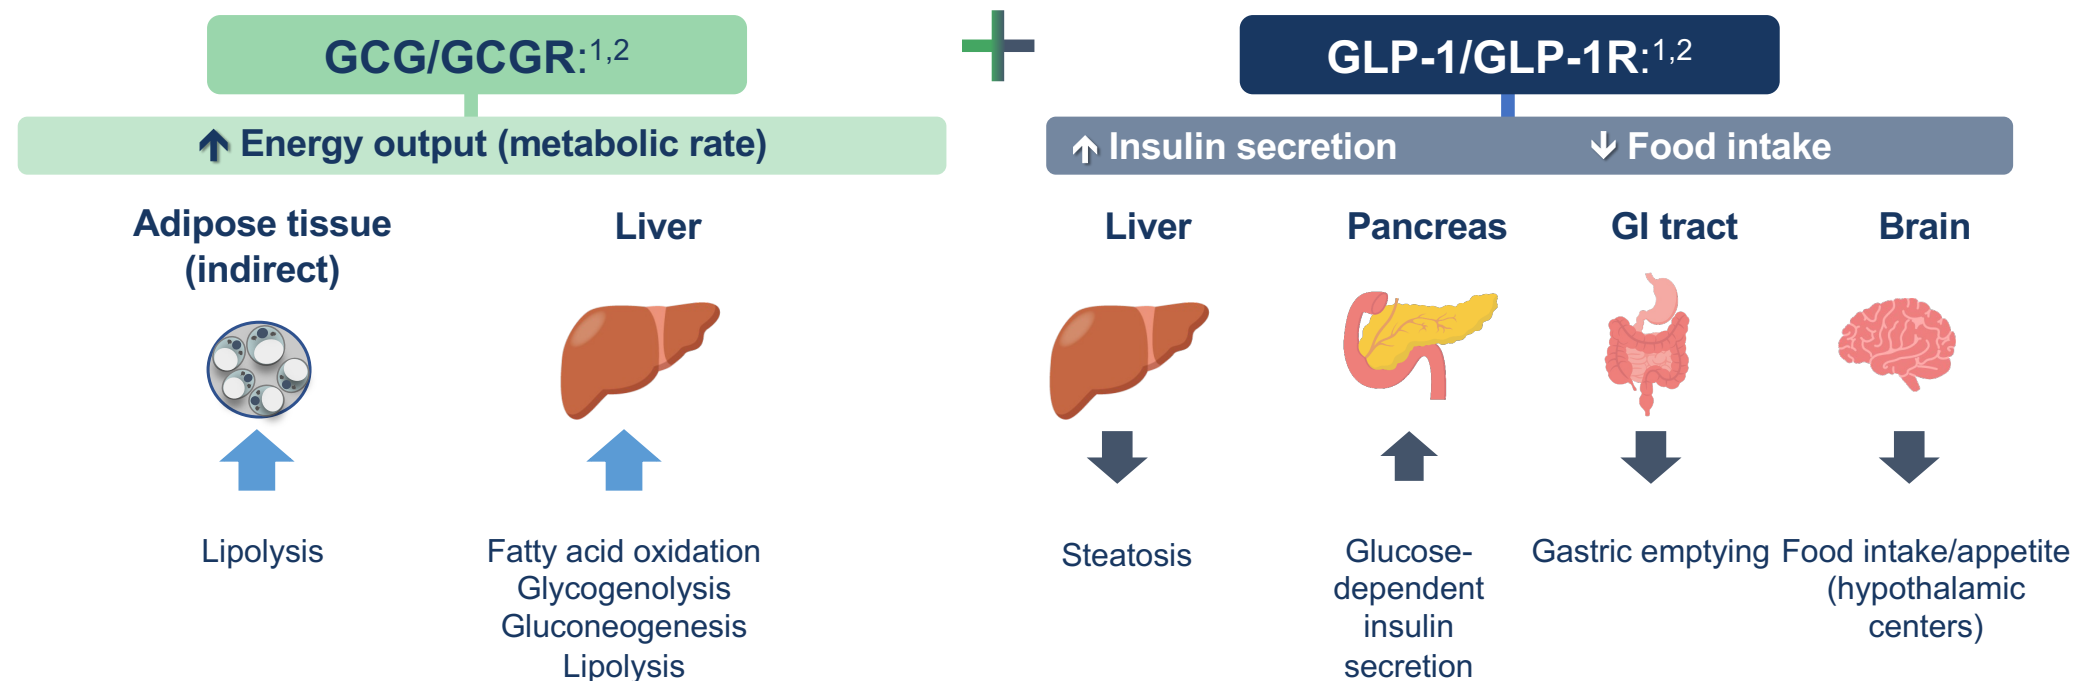 GCG/GCGR:1,2
↑ Energy output (metabolic rate)
Adipose tissue
(indirect)
Liver
Lipolysis
Fatty acid oxidation
Glycogenolysis
Gluconeogenesis
Lipolysis
+
GLP-1/GLP-1R:1,2
↑ Insulin secretion
↓ Food intake
Liver
Pancreas
GI tract
Brain
Steatosis
Glucose-
dependent
insulin
secretion
Gastric emptying
Food intake/appetite
(hypothalamic
centers)